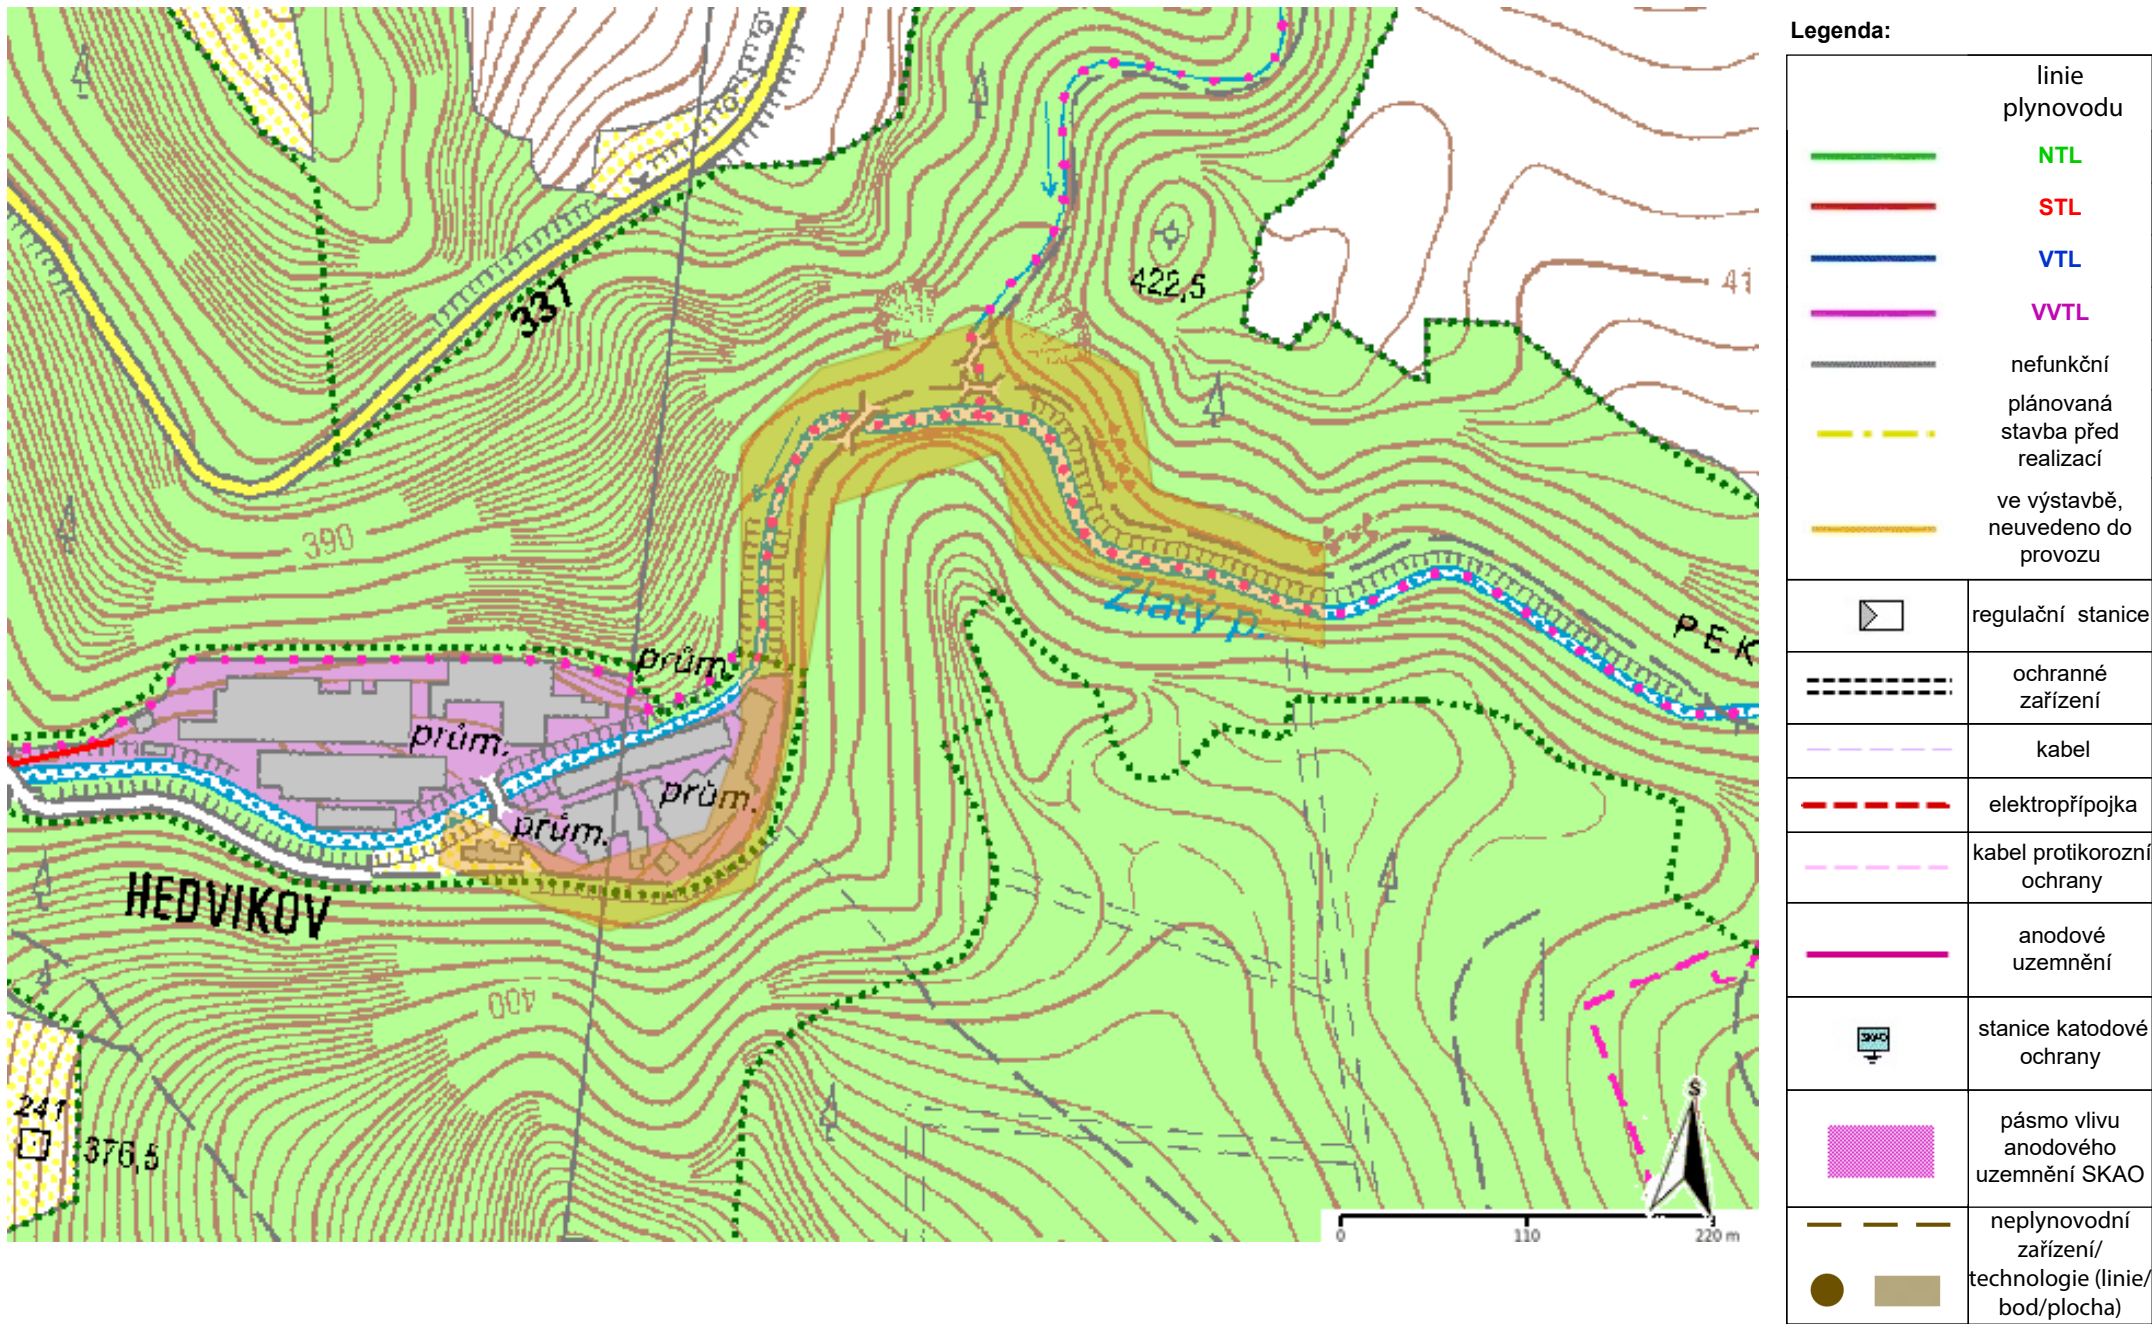 337
422,5
41
390
Zlatý p.
PEK
prům.
prům.
prům.
prům.
HEDVIKOV
400
241
376,5
S
0 110 220 m
Legenda:
linie
plynovodu
NTL
STL
VTL
VVTL
nefunkční
plánovaná
stavba před
realizací
ve výstavbě,
neuvedeno do
provozu
regulační stanice
ochranné
zařízení
kabel
elektropřípojka
kabel protikorozní
ochrany
anodové
uzemnění
SKAO
stanice katodové
ochrany
pásmo vlivu
anodového
uzemnění SKAO
neplynovodní
zařízení/
technologie (linie/
bod/plocha)